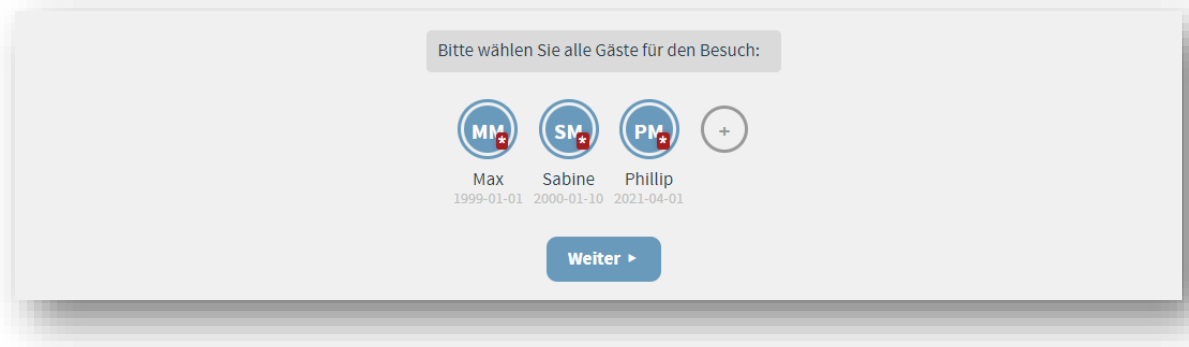 Bitte wählen Sie alle Gäste für den Besuch:
MM* SM* PM* +
Max Sabine Phillip
1999-01-01 2000-01-10 2021-04-01
Weiter ▸